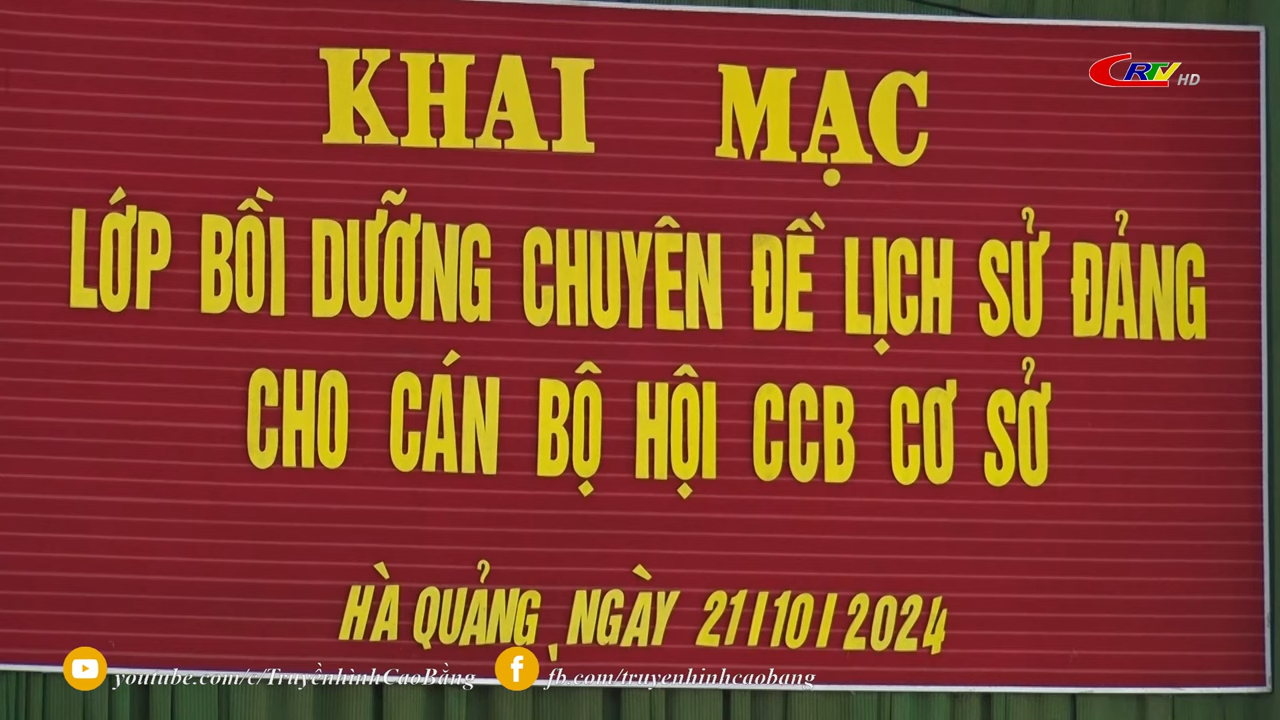 KHAI MẠC
CRTV HD
LỚP BỒI DƯỠNG CHUYÊN ĐỀ LỊCH SỬ ĐẢNG
CHO CÁN BỘ HỘI CCB CƠ SỞ
HÀ QUẢNG, NGÀY 21/10/2024
youtube.com/c/TruyềnhìnhCaoBằng
fb.com/truyenhinhcaobang